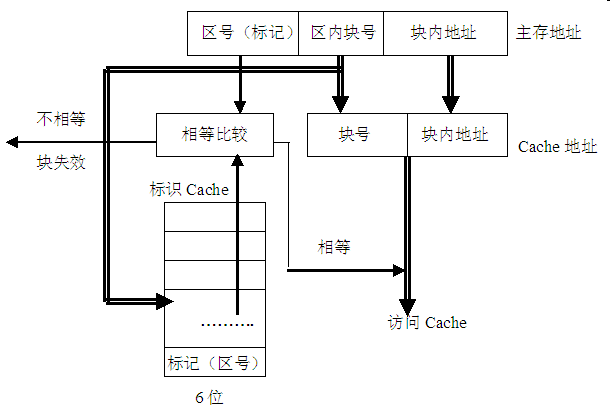 区号（标记） 区内块号 块内地址 主存地址
不相等
相等比较 块号 块内地址 Cache 地址
块失效
标识 Cache
相等
……….
访问 Cache
标记（区号）
6 位